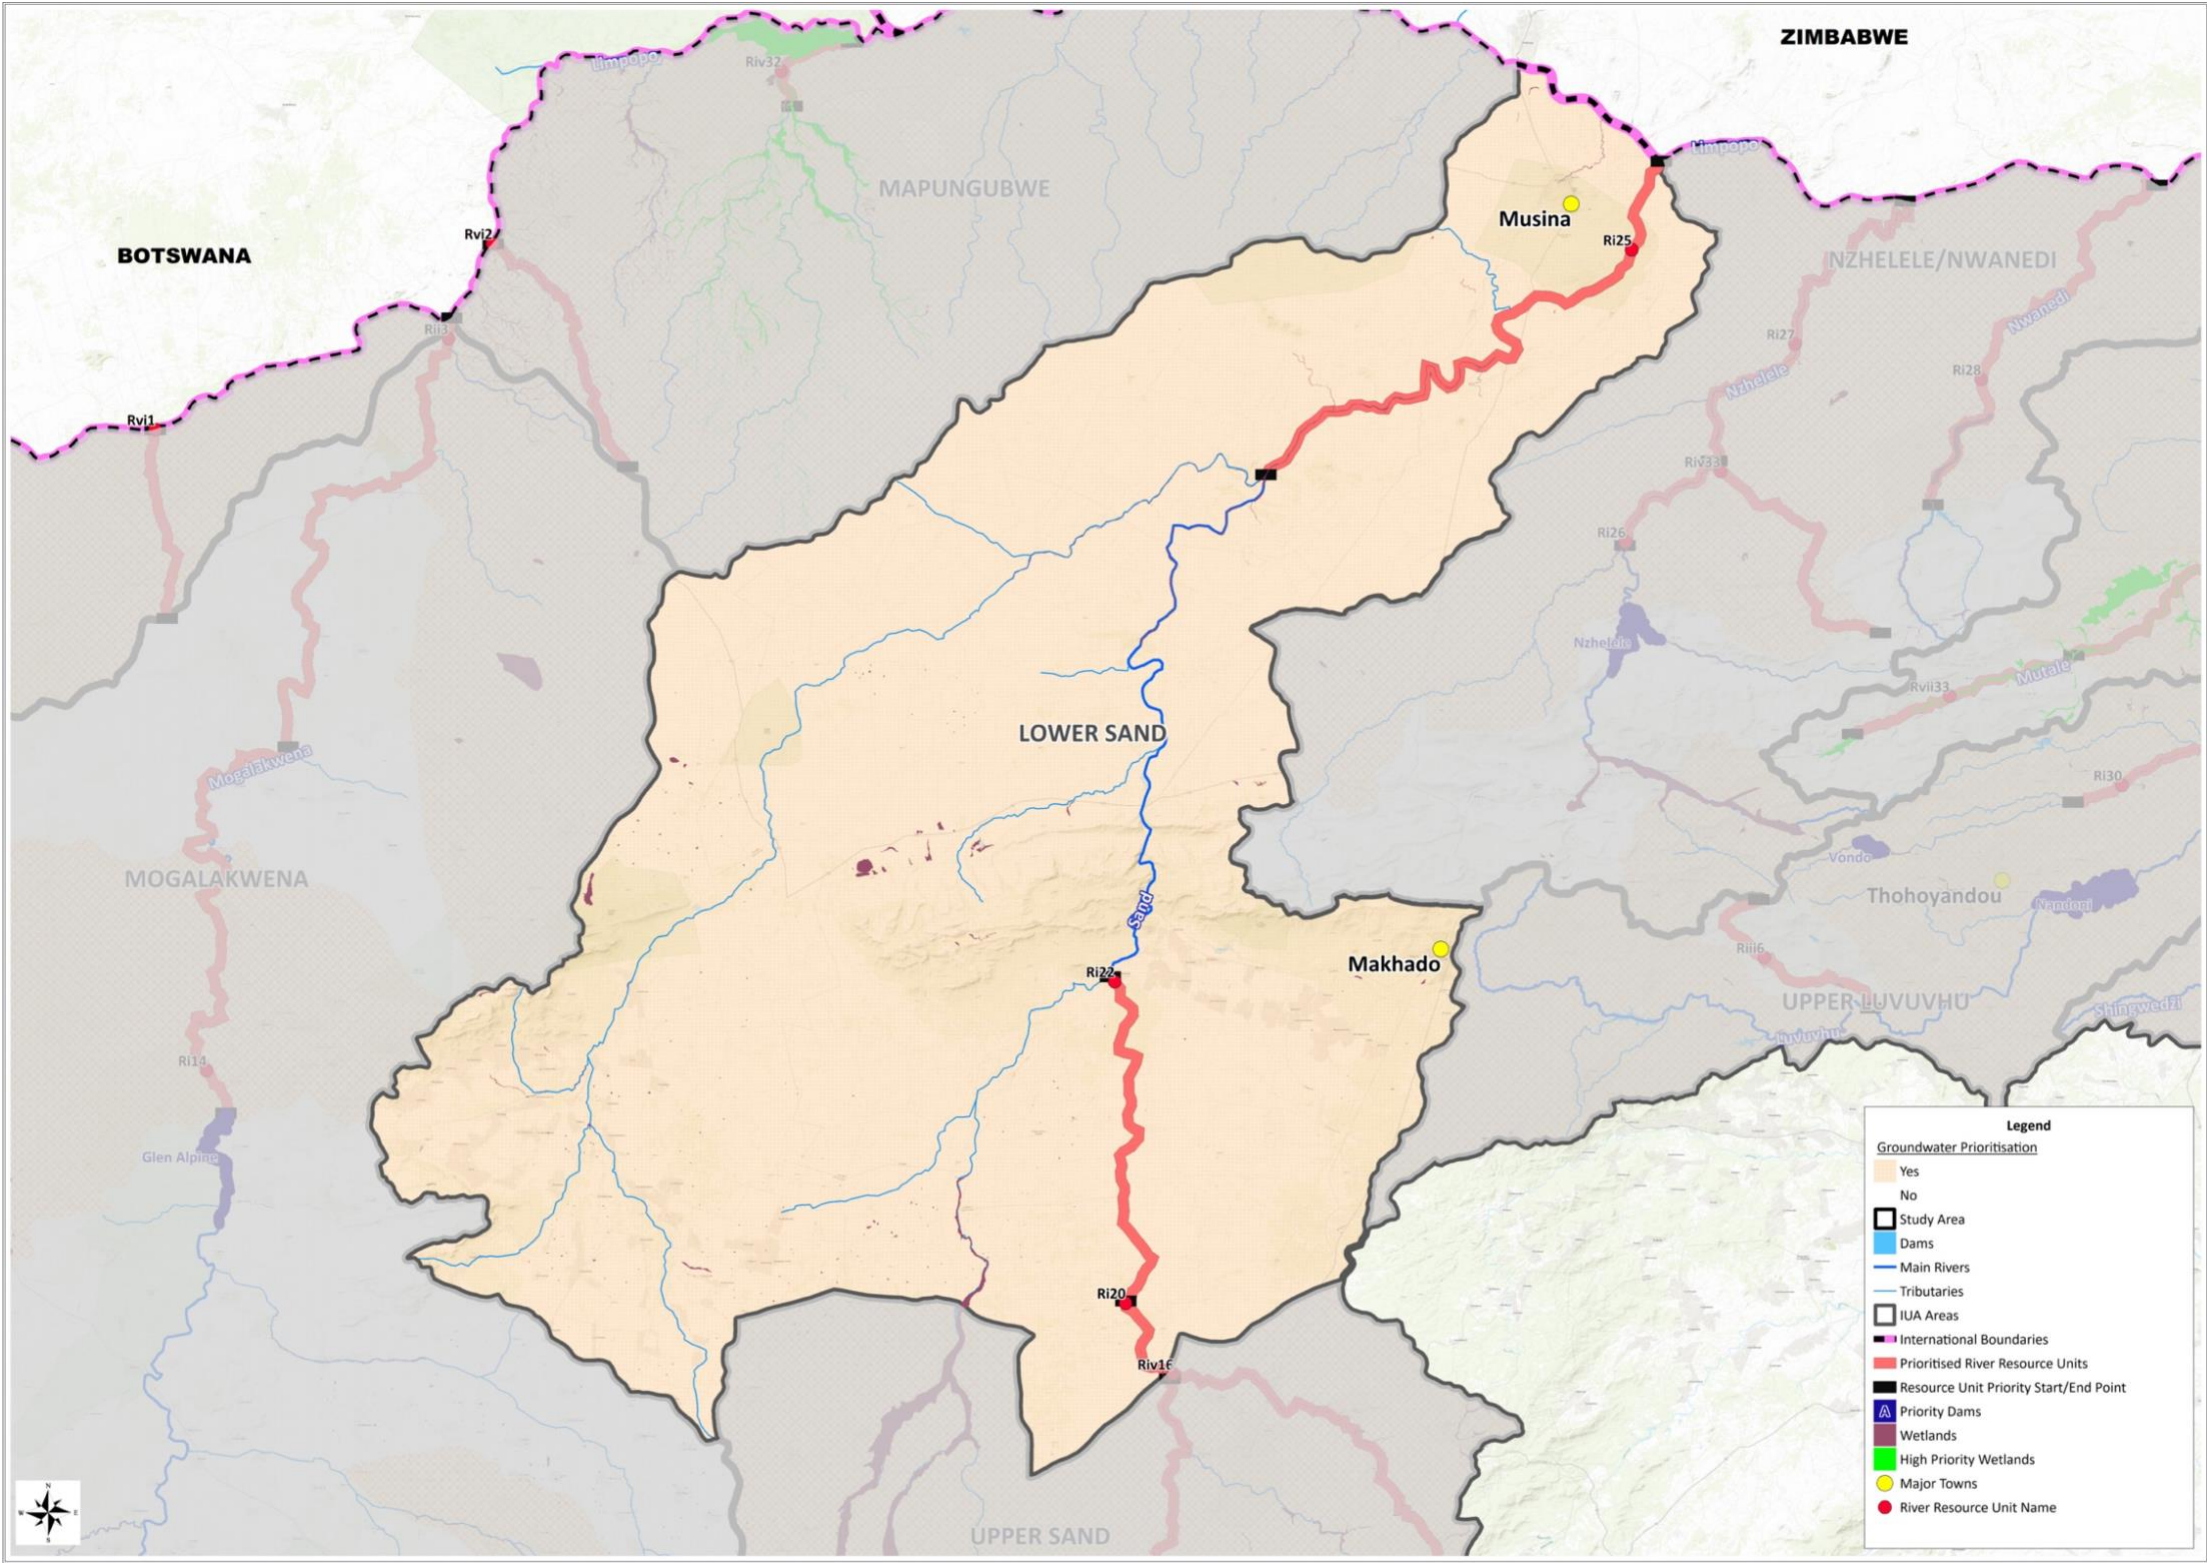 ZIMBABWE
Limpopo
Riv32
Limpopo
MAPUNGUBWE
Musina
Rvi2
Ri25
BOTSWANA
NZHELELE/NWANEDI
Rii3
Nwanedi
Ri27
Ri28
Nzhelele
Rvi1
Riv33
Ri26
Nzhelele
Mutale
Rvii33
LOWER SAND
Mogalakwena
Ri30
Vondo
MOGALAKWENA
Thohoyandou
Nandoni
Sand
Riii6
Makhado
Ri22
UPPER LUVUVHU
Shingwedzi
Luvuvhu
Ri14
Glen Alpine
Ri20
Riv16
UPPER SAND
Legend
Groundwater Prioritisation
Yes
No
Study Area
Dams
Main Rivers
Tributaries
IUA Areas
International Boundaries
Prioritised River Resource Units
Resource Unit Priority Start/End Point
A Priority Dams
Wetlands
High Priority Wetlands
Major Towns
River Resource Unit Name
N
W E
S